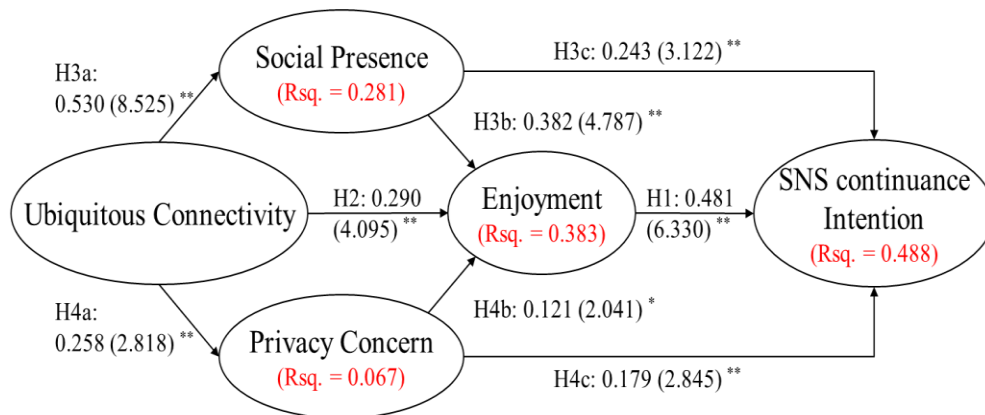 Social Presence
(Rsq. = 0.281)
H3c: 0.243 (3.122) **
H3a:
0.530 (8.525) **
H3b: 0.382 (4.787) **
Ubiquitous Connectivity
H2: 0.290
(4.095) **
Enjoyment
(Rsq. = 0.383)
H1: 0.481
(6.330) **
SNS continuance
Intention
(Rsq. = 0.488)
H4a:
0.258 (2.818) **
H4b: 0.121 (2.041) *
Privacy Concern
(Rsq. = 0.067)
H4c: 0.179 (2.845) **